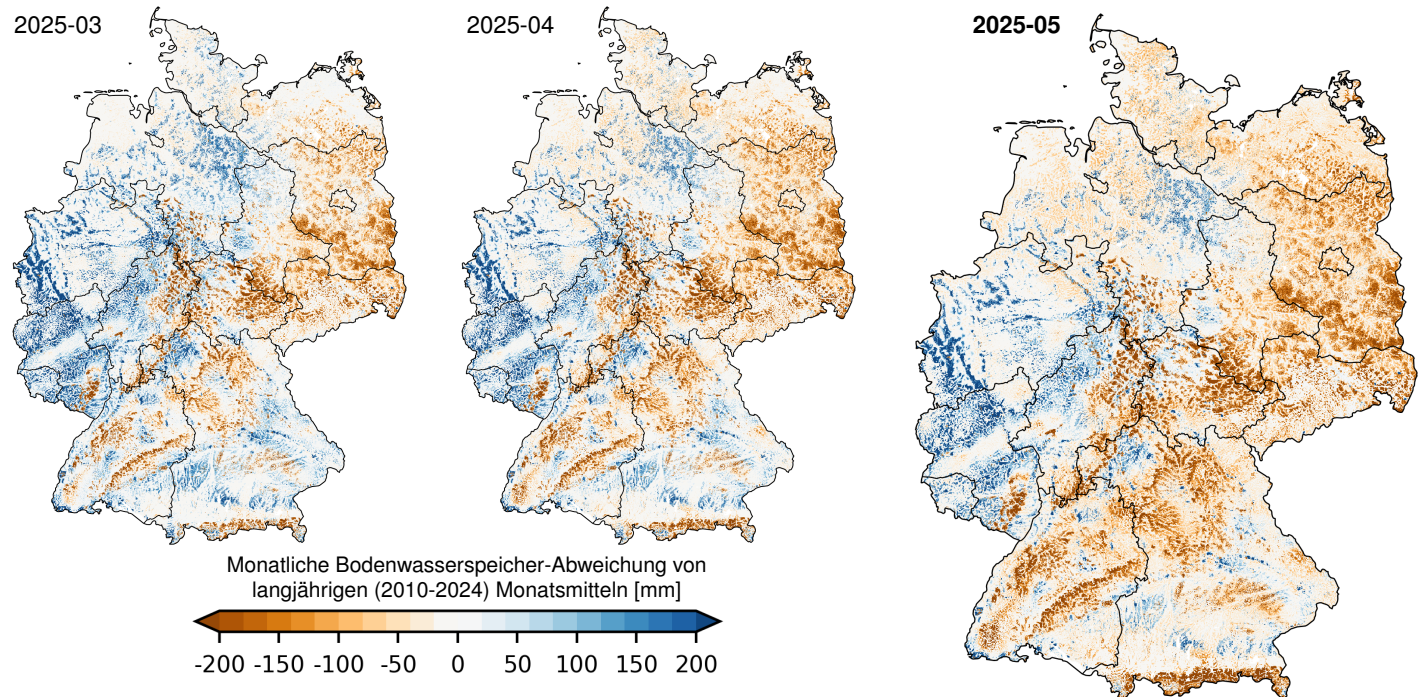 2025-03
2025-04
2025-05
Monatliche Bodenwasserspeicher-Abweichung von
langjährigen (2010-2024) Monatsmitteln [mm]
-200 -150 -100 -50 0 50 100 150 200